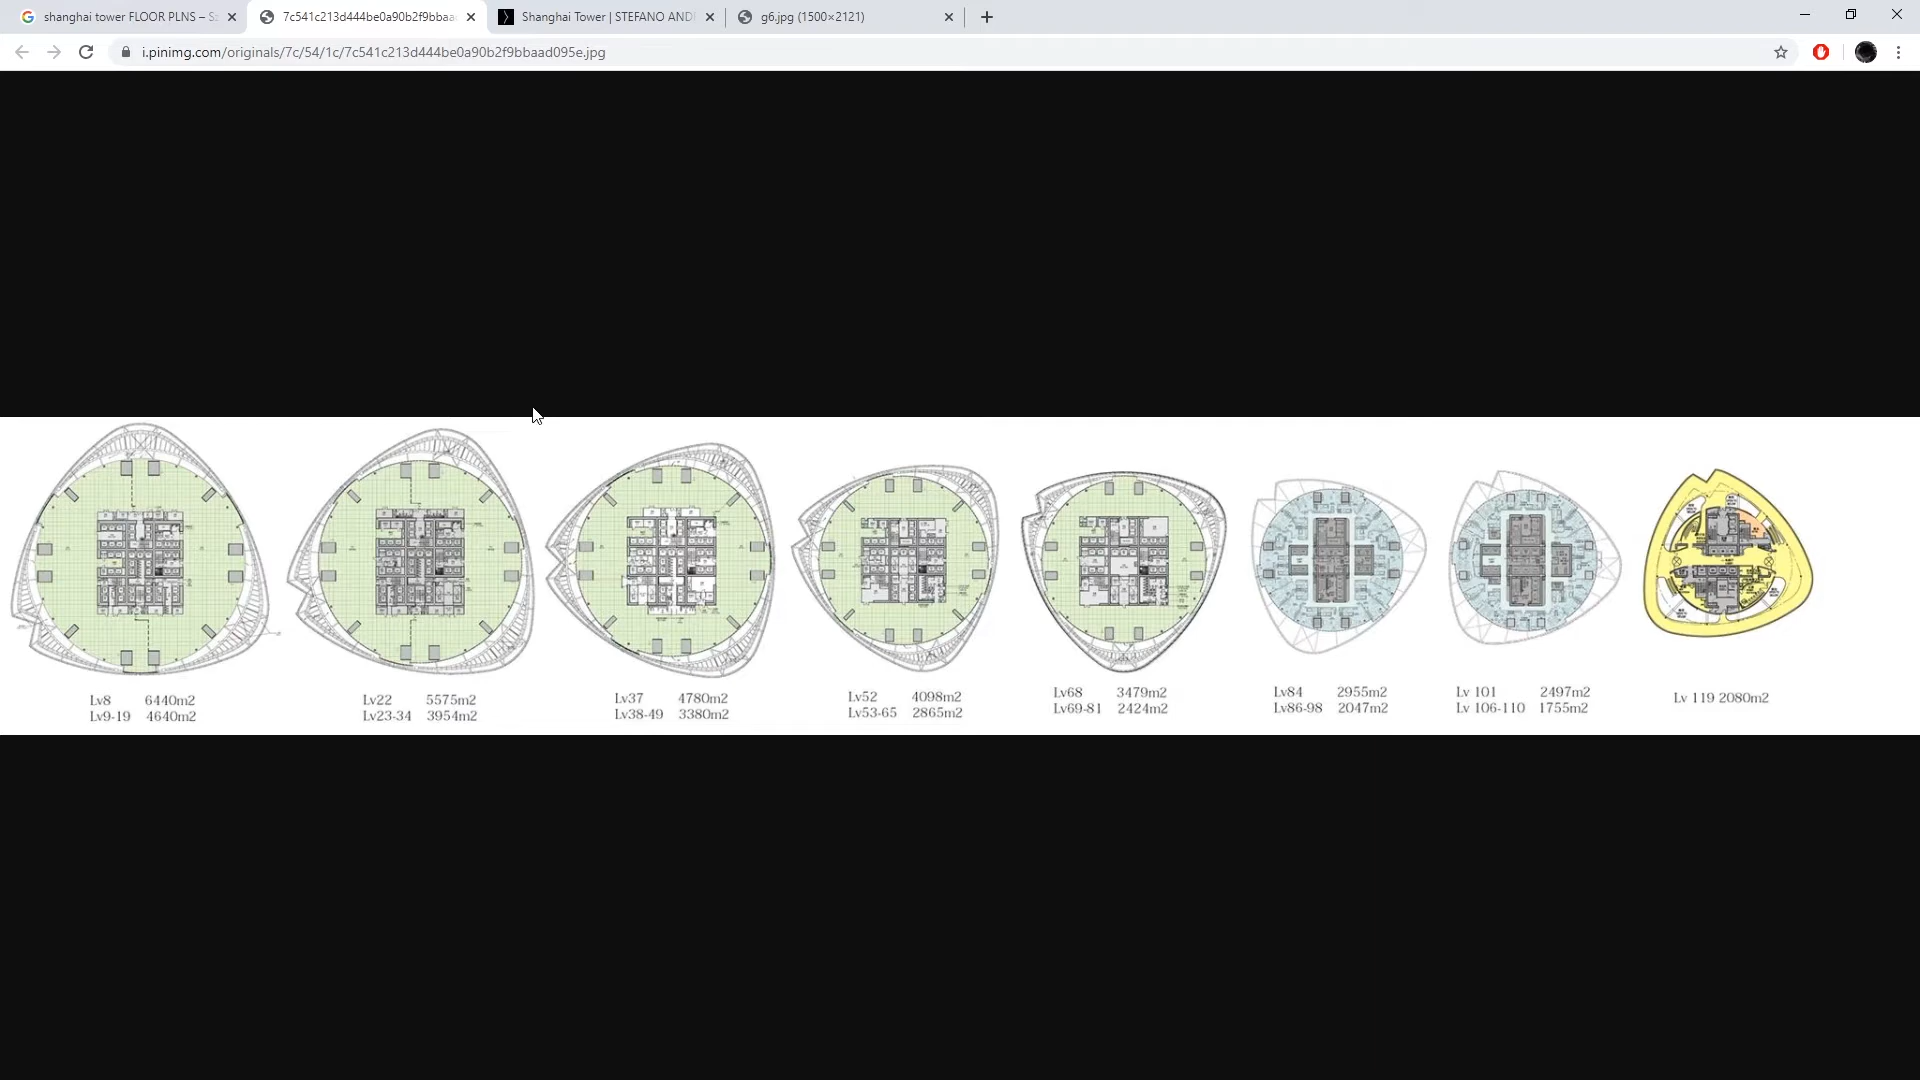 shanghai tower FLOOR PLNS – Sz
7c541c213d444be0a90b2f9bbaa
Shanghai Tower | STEFANO AND
g6.jpg (1500×2121)
i.pinimg.com/originals/7c/54/1c/7c541c213d444be0a90b2f9bbaad095e.jpg
Lv8 6440m2
Lv9-19 4640m2
Lv22 5575m2
Lv23-34 3954m2
Lv37 4780m2
Lv38-49 3380m2
Lv52 4098m2
Lv53-65 2865m2
Lv68 3479m2
Lv69-81 2424m2
Lv84 2955m2
Lv86-98 2047m2
Lv 101 2497m2
Lv 106-110 1755m2
Lv 119 2080m2